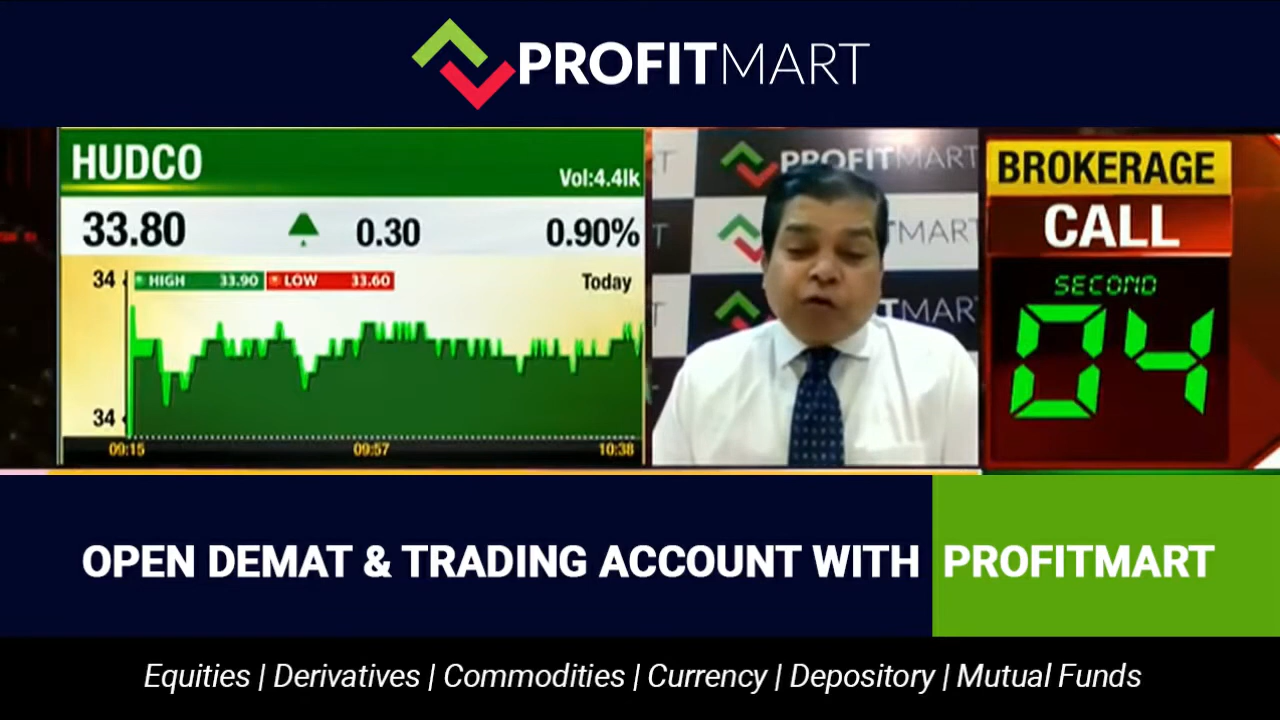 PROFITMART
HUDCO
Vol:4.4lk
33.80
0.30
0.90%
34
HIGH 33.90
LOW 33.60
Today
34
09:15
09:57
10:38
RT
PROFITMART
T
MART
T
PROFITMART
BROKERAGE
CALL
SECOND
04
OPEN DEMAT & TRADING ACCOUNT WITH PROFITMART
Equities | Derivatives | Commodities | Currency | Depository | Mutual Funds